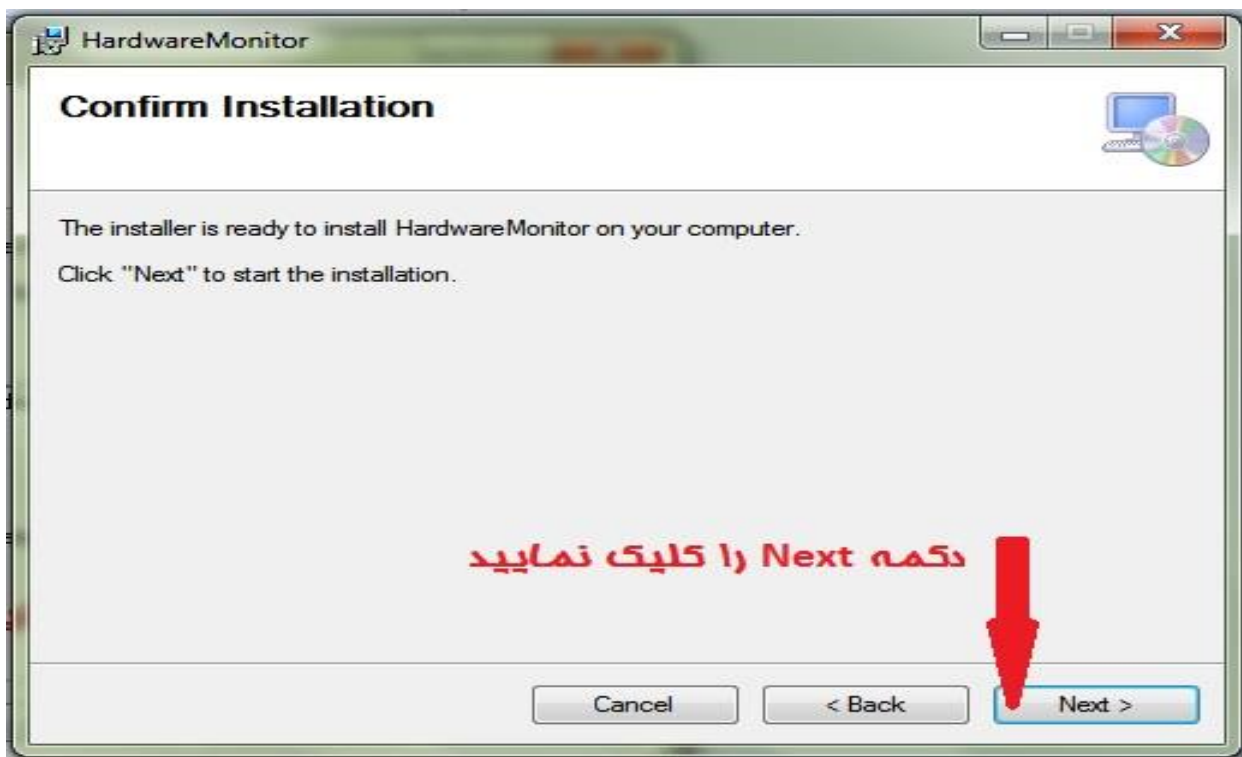 HardwareMonitor
Confirm Installation
The installer is ready to install HardwareMonitor on your computer.
Click "Next" to start the installation.
دکمه Next را کلیک نمایید
Cancel
< Back
Next >